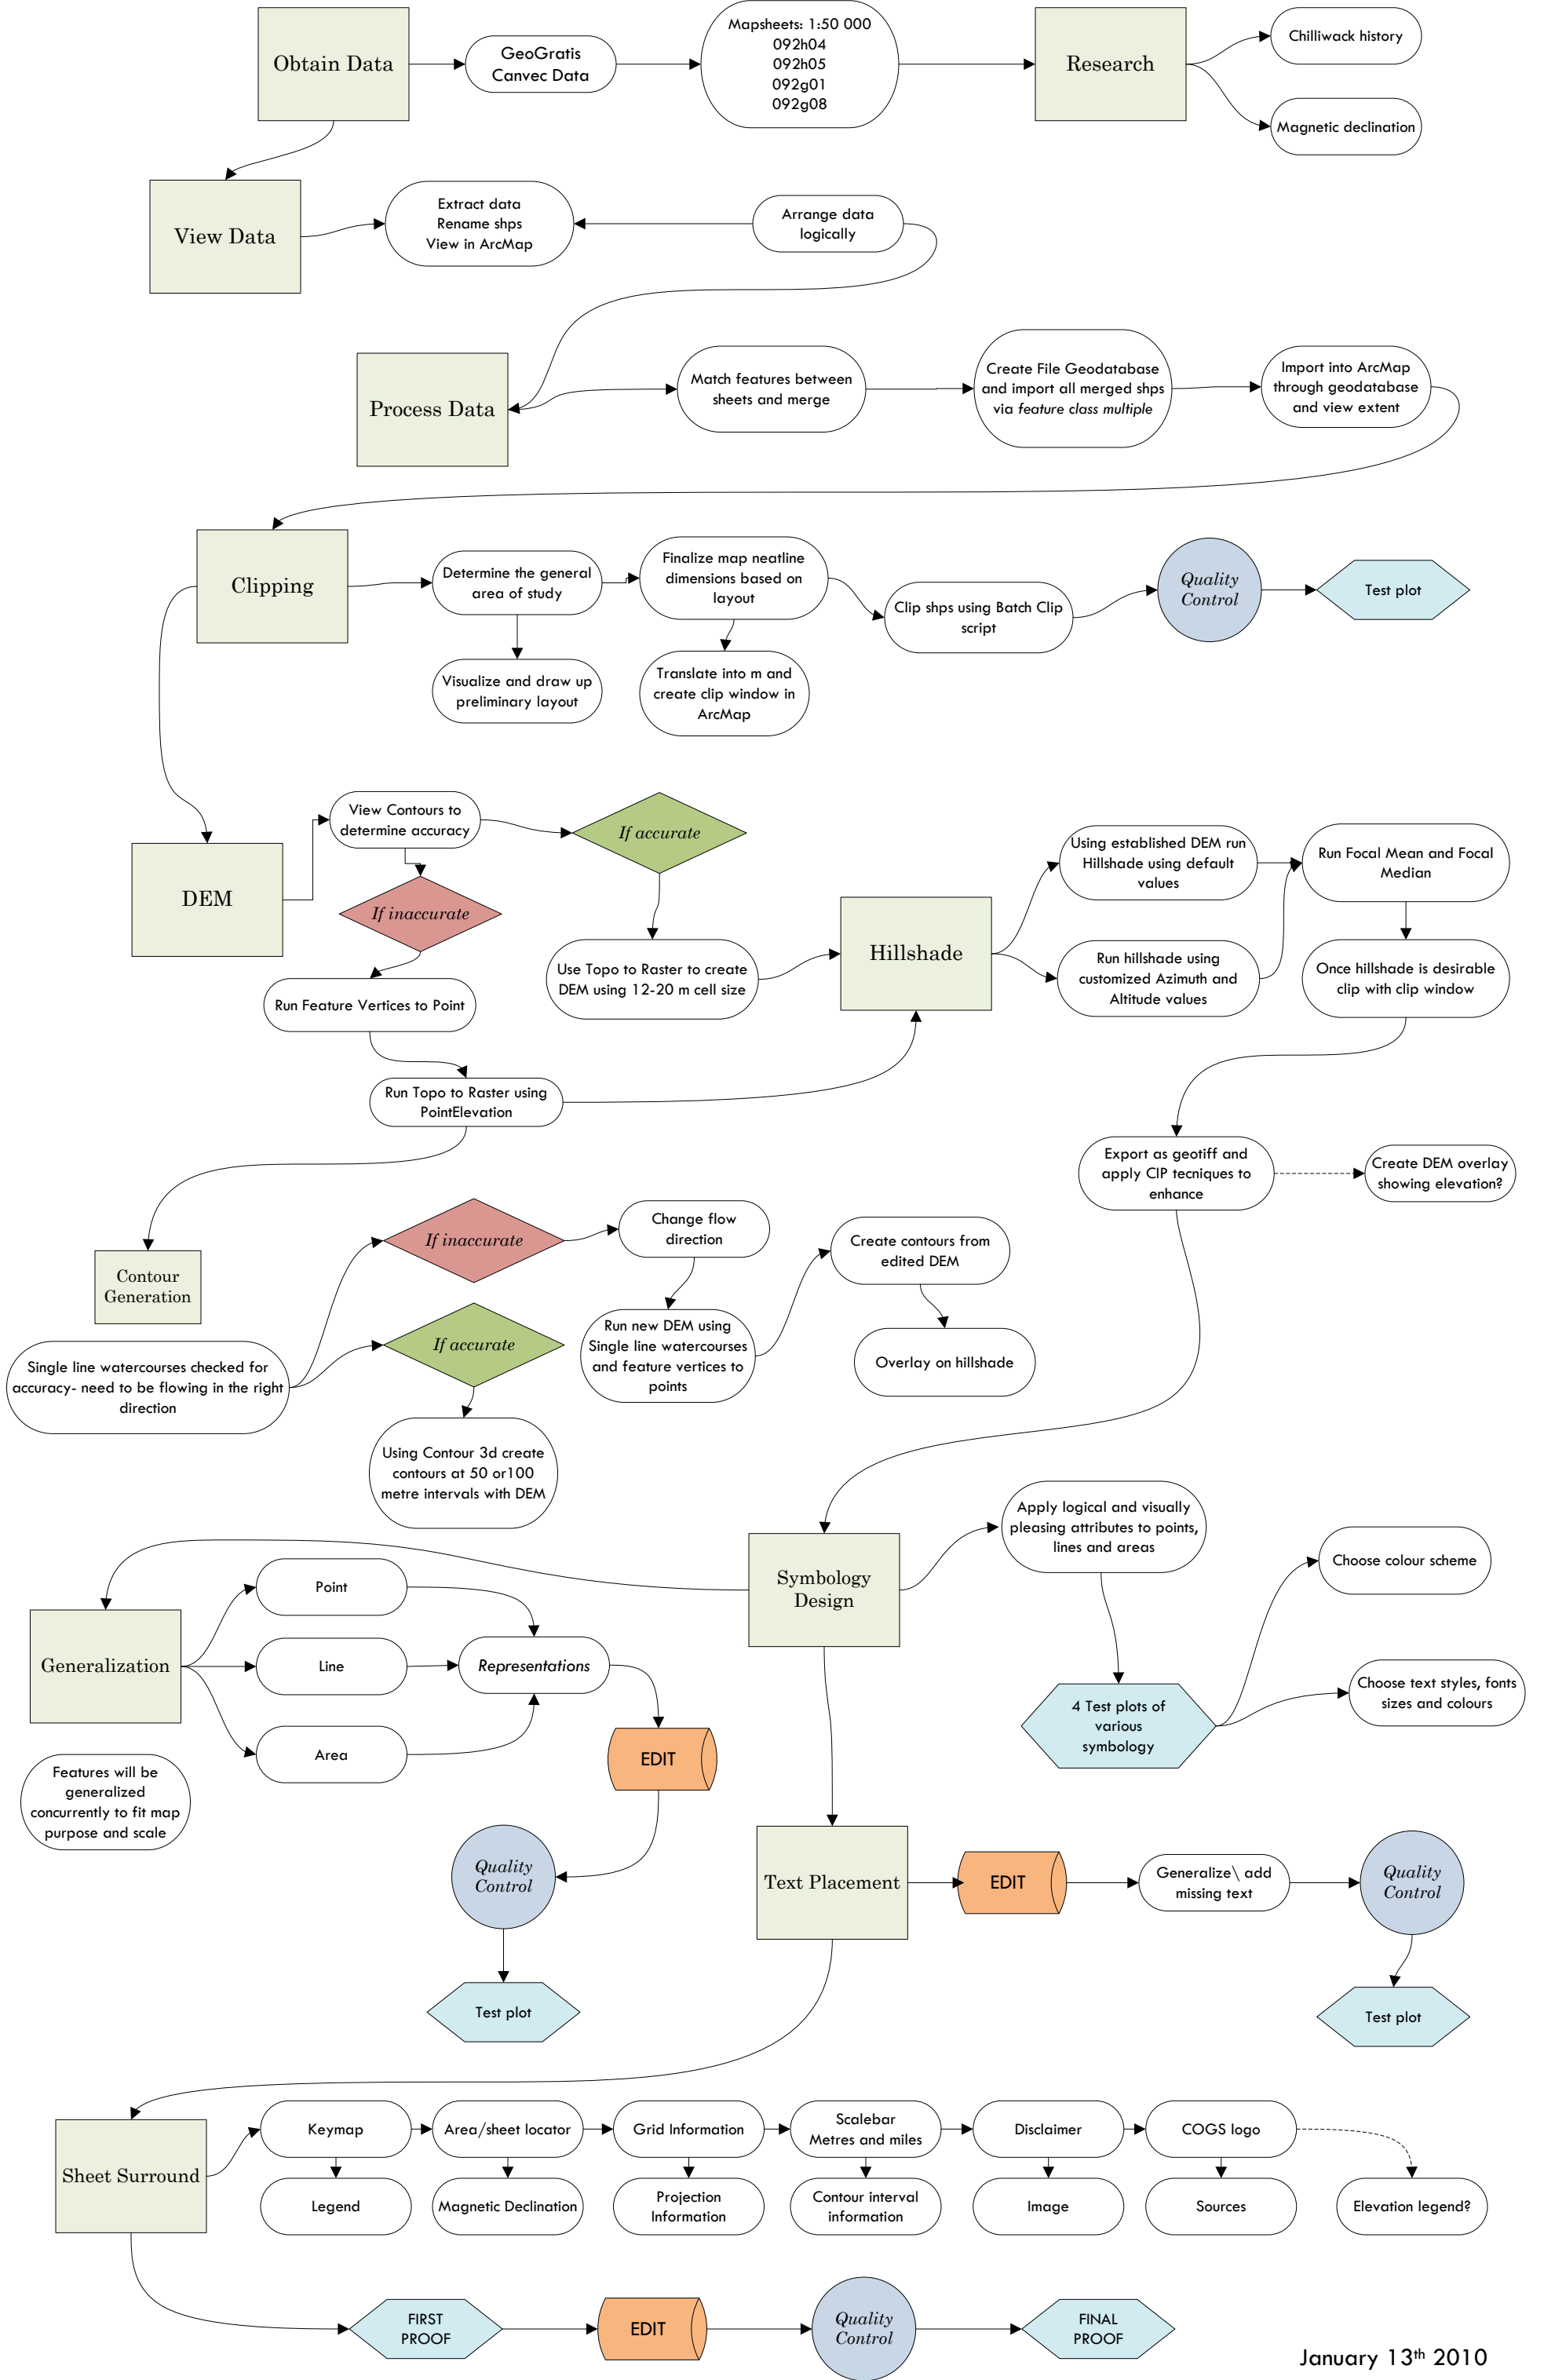 Obtain Data
GeoGratis
Canvec Data
Mapsheets: 1:50 000
092h04
092h05
092g01
092g08
Research
Chilliwack history
Magnetic declination
View Data
Extract data
Rename shps
View in ArcMap
Arrange data
logically
Process Data
Match features between
sheets and merge
Create File Geodatabase
and import all merged shps
via feature class multiple
Import into ArcMap
through geodatabase
and view extent
Clipping
Determine the general
area of study
Visualize and draw up
preliminary layout
Finalize map neatline
dimensions based on
layout
Translate into m and
create clip window in
ArcMap
Clip shps using Batch Clip
script
Quality
Control
Test plot
DEM
View Contours to
determine accuracy
If accurate
If inaccurate
Run Feature Vertices to Point
Use Topo to Raster to create
DEM using 12-20 m cell size
Run Topo to Raster using
PointElevation
Hillshade
Using established DEM run
Hillshade using default
values
Run hillshade using
customized Azimuth and
Altitude values
Run Focal Mean and Focal
Median
Once hillshade is desirable
clip with clip window
Export as geotiff and
apply CIP tecniques to
enhance
Create DEM overlay
showing elevation?
Contour
Generation
Single line watercourses checked for
accuracy- need to be flowing in the right
direction
If inaccurate
If accurate
Change flow
direction
Run new DEM using
Single line watercourses
and feature vertices to
points
Create contours from
edited DEM
Overlay on hillshade
Using Contour 3d create
contours at 50 or100
metre intervals with DEM
Symbology
Design
Apply logical and visually
pleasing attributes to points,
lines and areas
4 Test plots of
various
symbology
Choose colour scheme
Choose text styles, fonts
sizes and colours
Generalization
Point
Line
Area
Representations
EDIT
Features will be
generalized
concurrently to fit map
purpose and scale
Quality
Control
Test plot
Text Placement
EDIT
Generalize\ add
missing text
Quality
Control
Test plot
Sheet Surround
Keymap
Area/sheet locator
Grid Information
Scalebar
Metres and miles
Disclaimer
COGS logo
Legend
Magnetic Declination
Projection
Information
Contour interval
information
Image
Sources
Elevation legend?
FIRST
PROOF
EDIT
Quality
Control
FINAL
PROOF
January 13th 2010